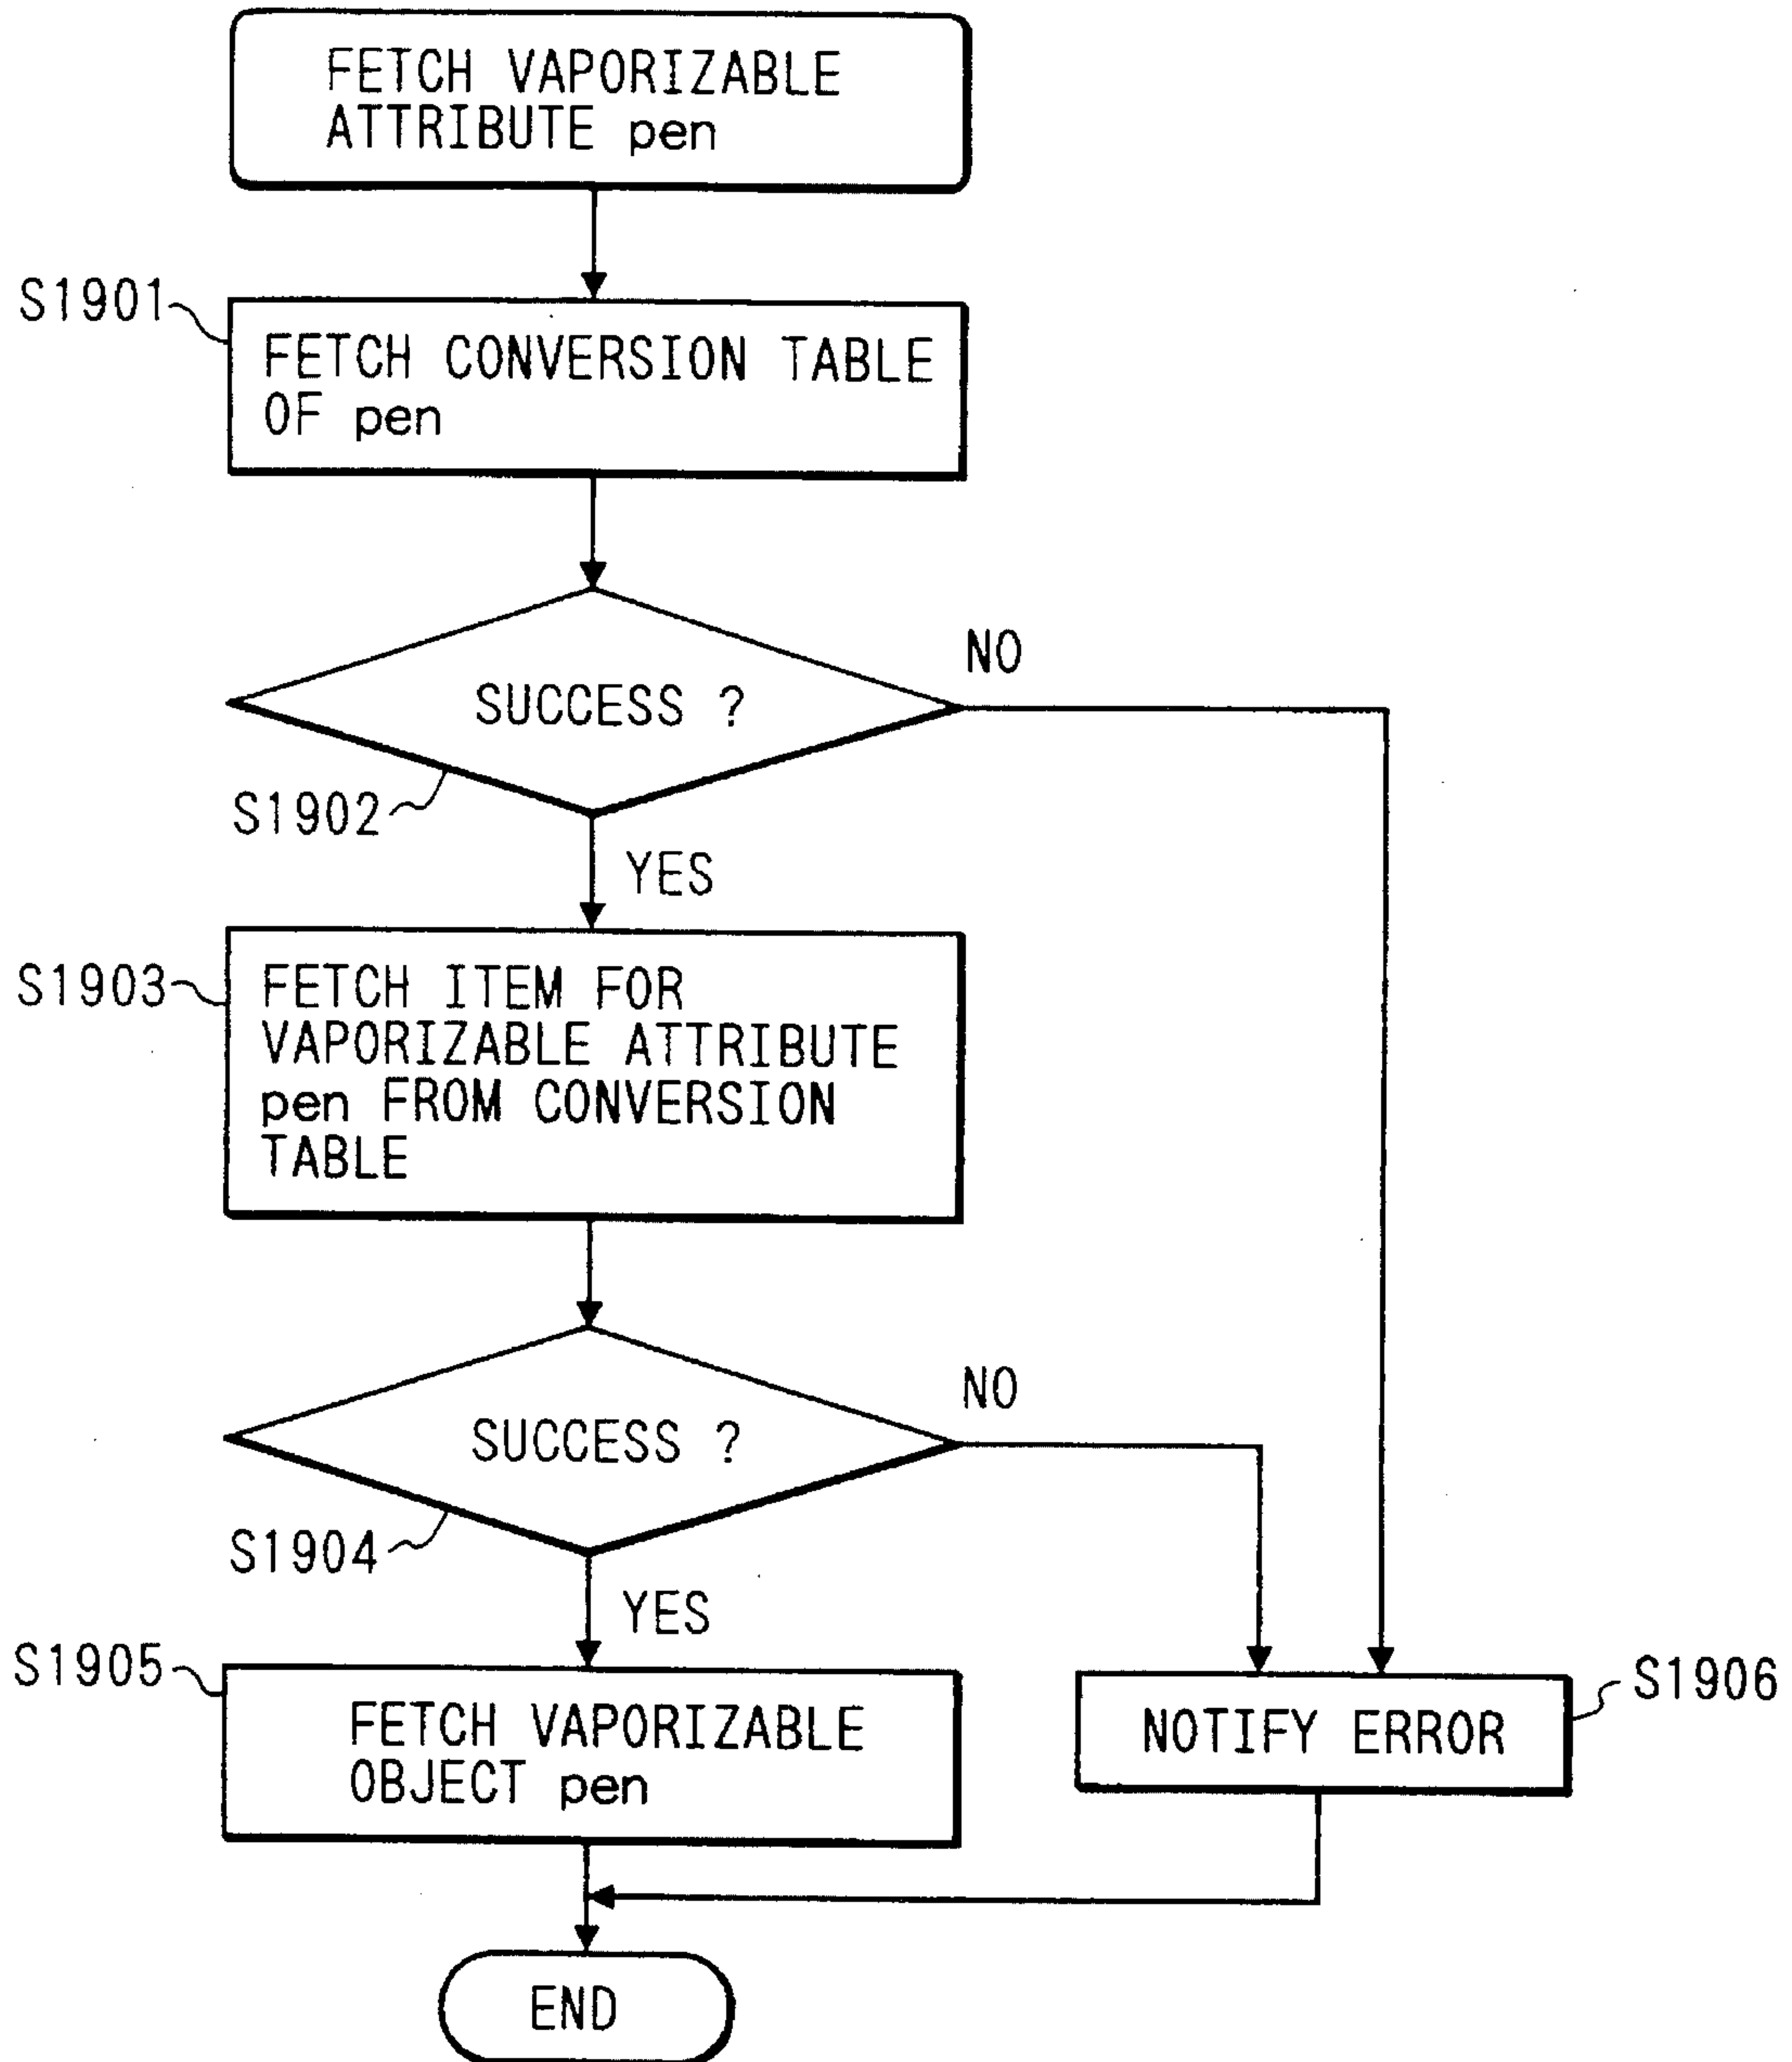 FETCH VAPORIZABLE
ATTRIBUTE pen
S1901
FETCH CONVERSION TABLE
OF pen
SUCCESS ?
NO
S1902
YES
S1903
FETCH ITEM FOR
VAPORIZABLE ATTRIBUTE
pen FROM CONVERSION
TABLE
SUCCESS ?
NO
S1904
YES
S1905
FETCH VAPORIZABLE
OBJECT pen
NOTIFY ERROR
S1906
END